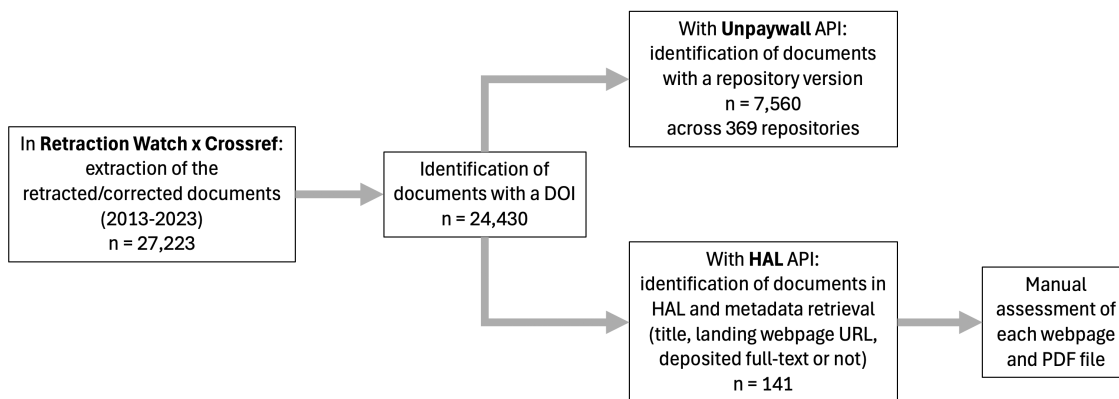 In Retraction Watch x Crossref:
extraction of the
retracted/corrected documents
(2013-2023)
n = 27,223
Identification of
documents with a DOI
n = 24,430
With Unpaywall API:
identification of documents
with a repository version
n = 7,560
across 369 repositories
With HAL API:
identification of documents in
HAL and metadata retrieval
(title, landing webpage URL,
deposited full-text or not)
n = 141
Manual
assessment of
each webpage
and PDF file